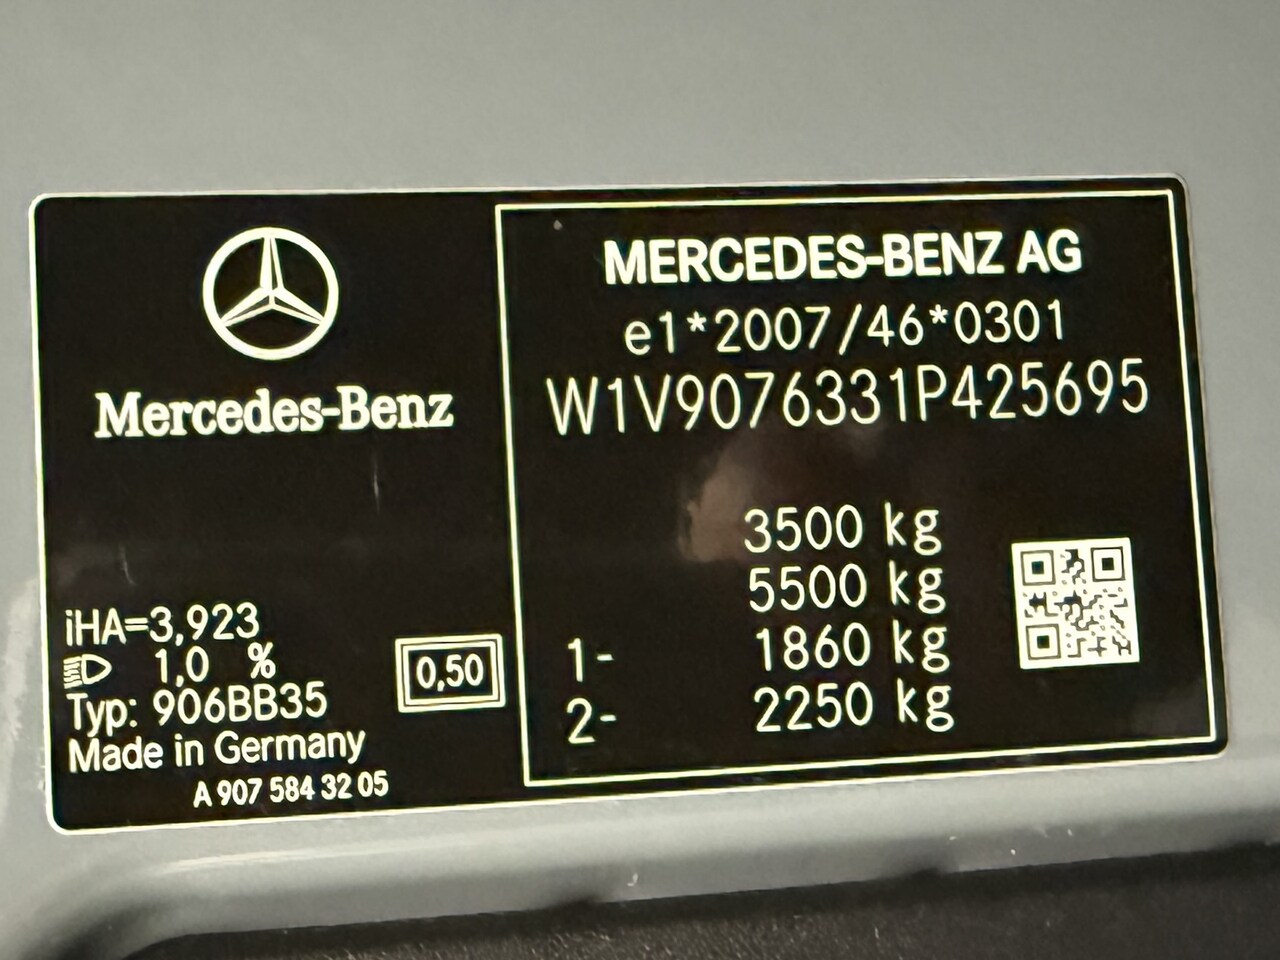 Mercedes-Benz
iHA=3,923
1,0 %
Typ: 906BB35
Made in Germany
A 907 584 32 05
0,50
MERCEDES-BENZ AG
e1*2007/46*0301
W1V9076331P425695
3500 kg
5500 kg
1- 1860 kg
2- 2250 kg